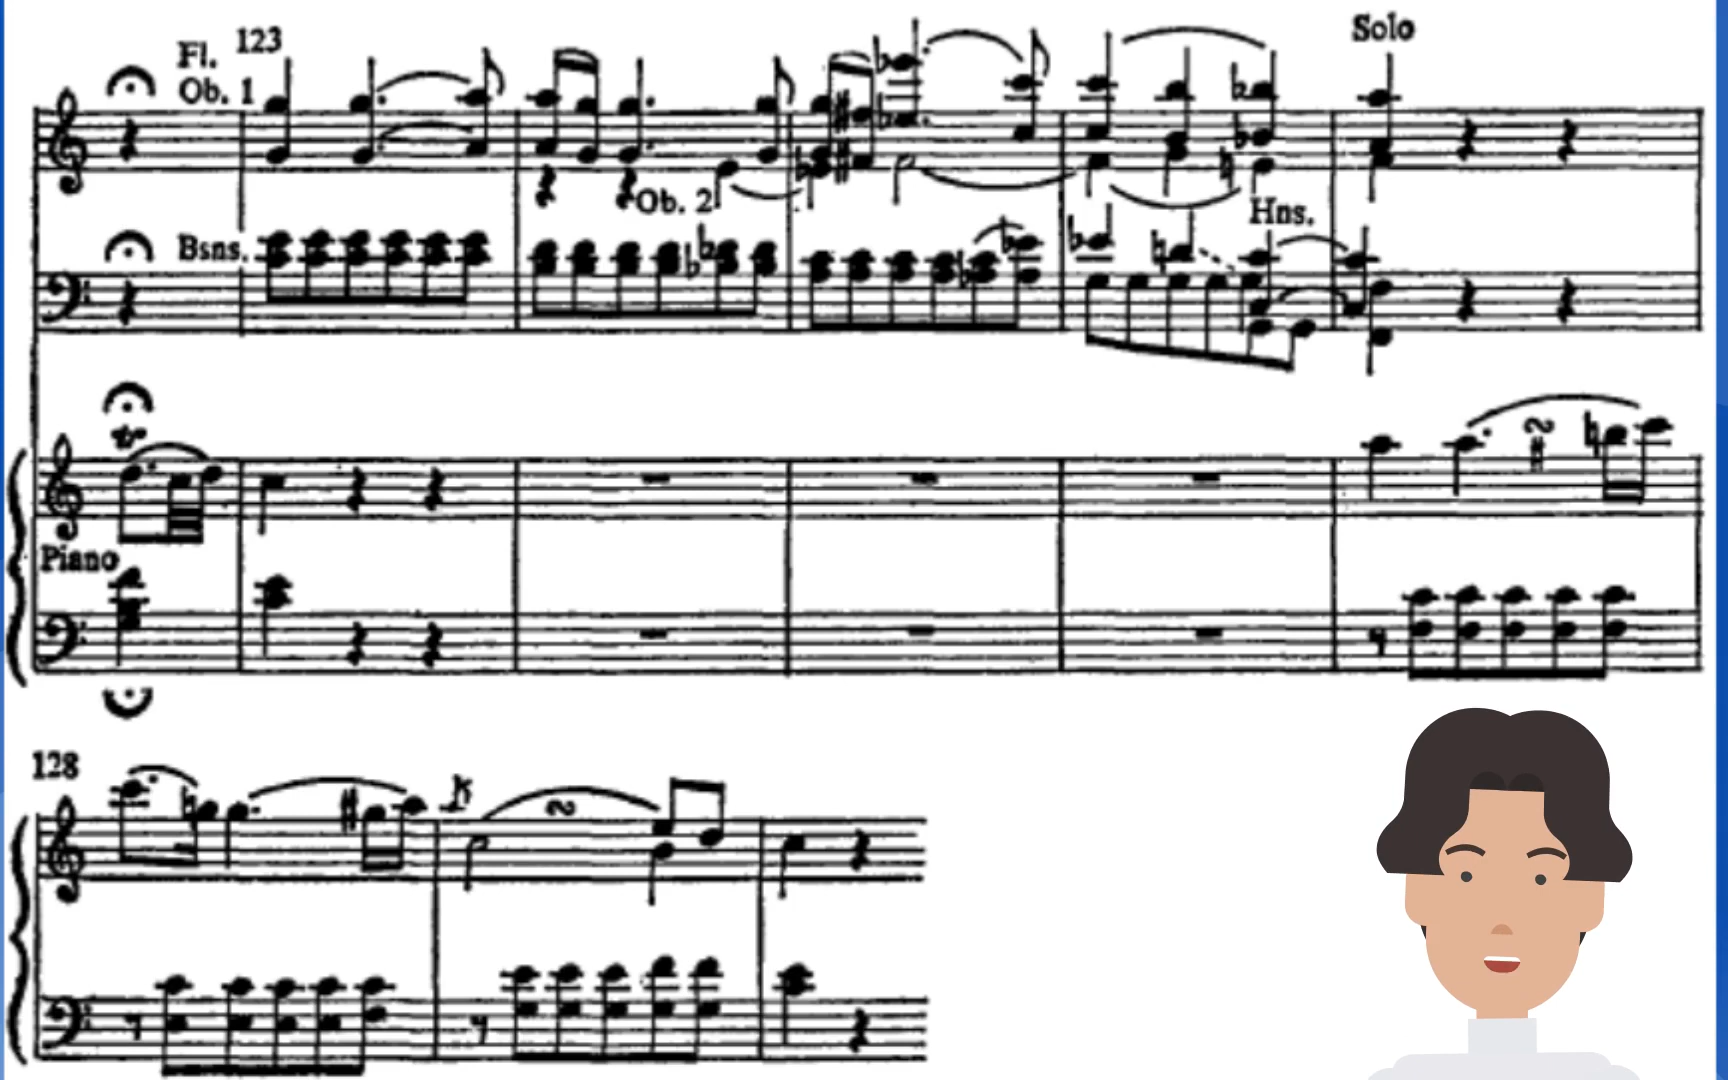 Fl. 123
Ob. 1
Solo
Ob. 2
Hns.
Bsns.
Piano
128